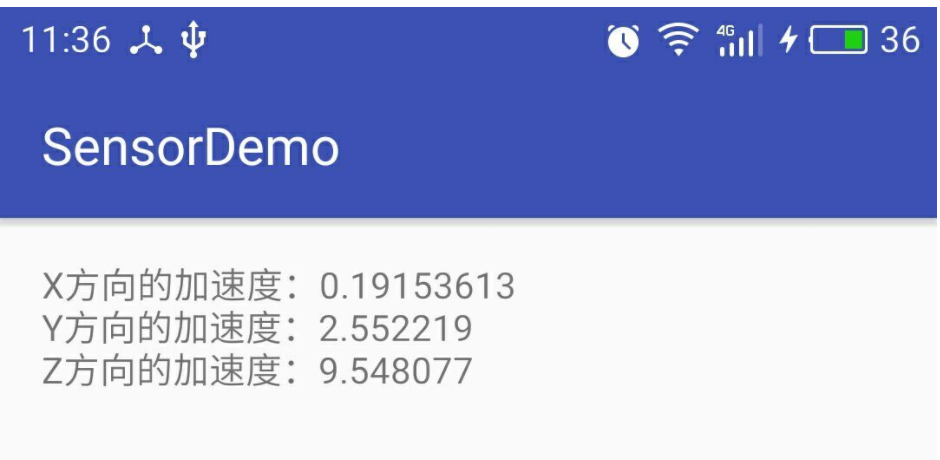 11:36 4G 36
SensorDemo
X方向的加速度：0.19153613
Y方向的加速度：2.552219
Z方向的加速度：9.548077